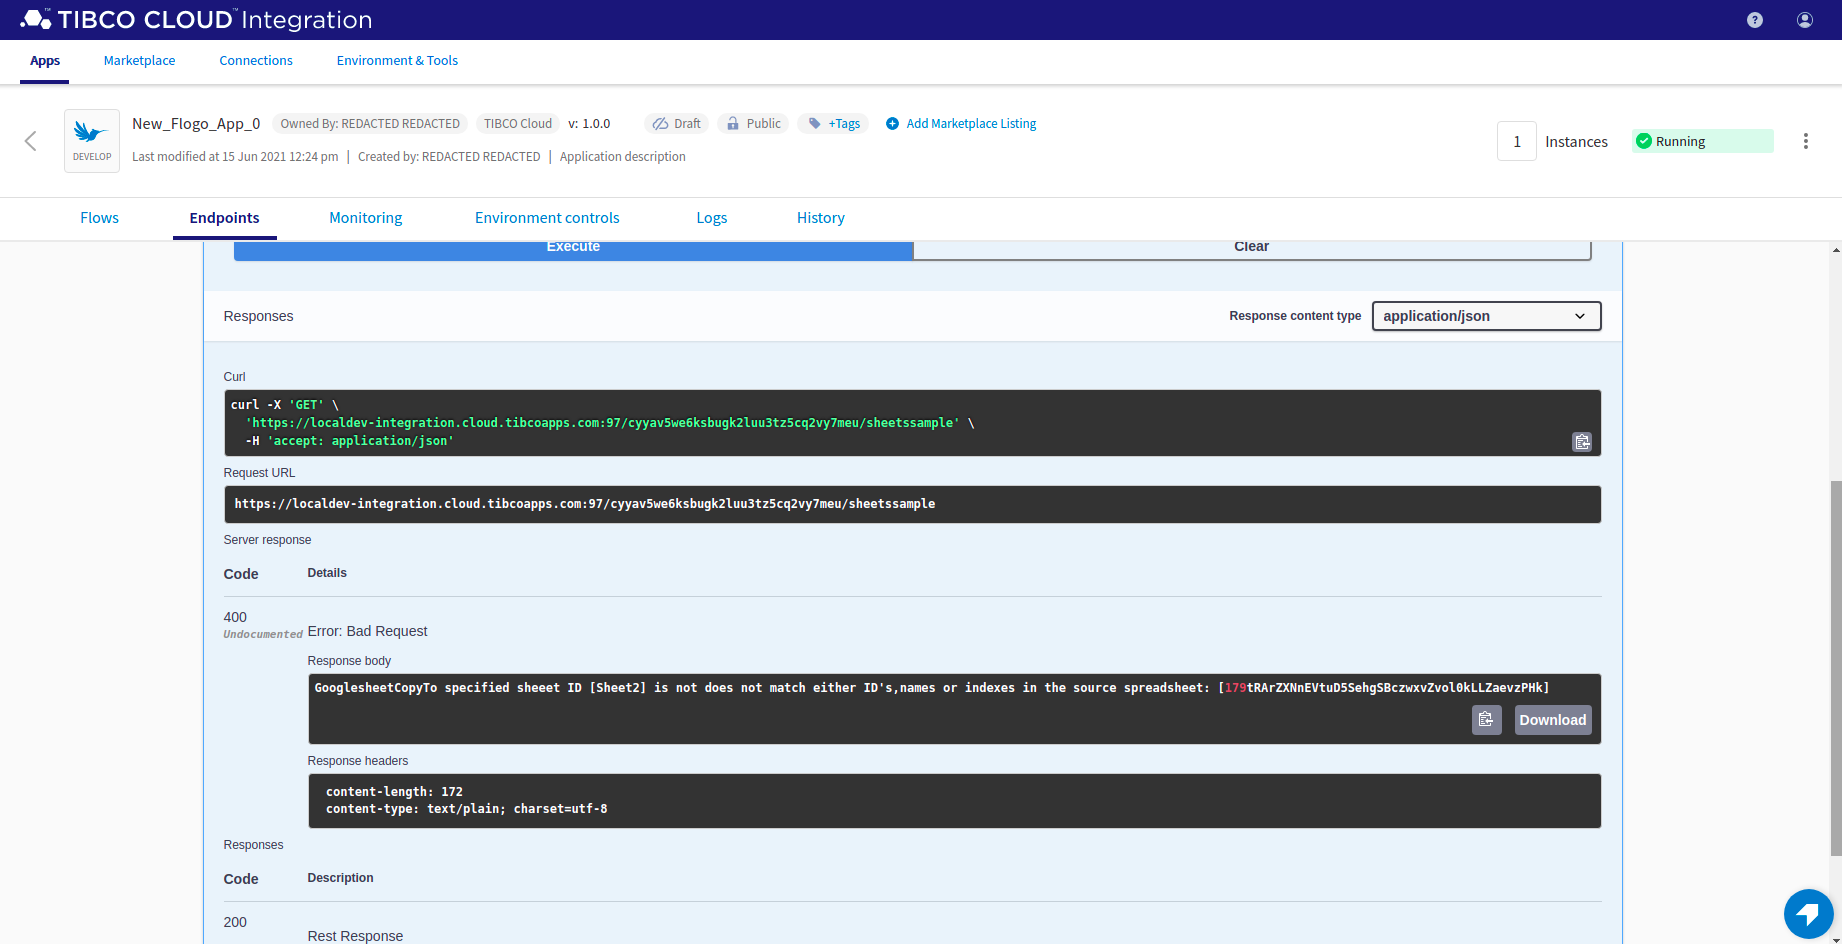 TIBCO CLOUD™ Integration
Apps Marketplace Connections Environment & Tools
DEVELOP
New_Flogo_App_0 Owned By: REDACTED REDACTED TIBCO Cloud v: 1.0.0 Draft Public +Tags Add Marketplace Listing
Last modified at 15 Jun 2021 12:24 pm | Created by: REDACTED REDACTED | Application description
1 Instances Running
Flows Endpoints Monitoring Environment controls Logs History
Execute Clear
Responses Response content type application/json
Curl
curl -X 'GET' \
'https://localdev-integration.cloud.tibcoapps.com:97/cyyav5we6ksbugk2luu3tz5cq2vy7meu/sheetssample' \
-H 'accept: application/json'
Request URL
https://localdev-integration.cloud.tibcoapps.com:97/cyyav5we6ksbugk2luu3tz5cq2vy7meu/sheetssample
Server response
Code Details
400
Undocumented Error: Bad Request
Response body
GooglesheetCopyTo specified sheeet ID [Sheet2] is not does not match either ID's,names or indexes in the source spreadsheet: [179tRArZXNnEVtuD5SehgSBczwxvZvol0kLLZaevzPHk]
Download
Response headers
content-length: 172
content-type: text/plain; charset=utf-8
Responses
Code Description
200
Rest Response